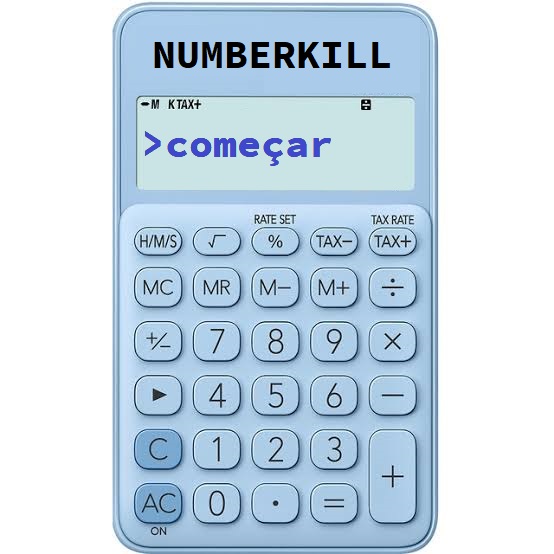 NUMBERKILL
M K TAX+
>começar
RATE SET TAX RATE
H/M/S √ % TAX− TAX+
MC MR M− M+ ÷
+/− 7 8 9 ×
▶ 4 5 6 −
C 1 2 3 +
AC 0 · =
ON